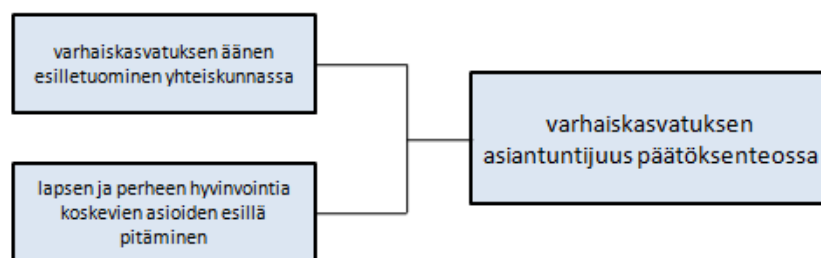 varhaiskasvatuksen äänen
esilletuominen yhteiskunnassa
lapsen ja perheen hyvinvointia
koskevien asioiden esillä
pitäminen
varhaiskasvatuksen
asiantuntijuus päätöksenteossa